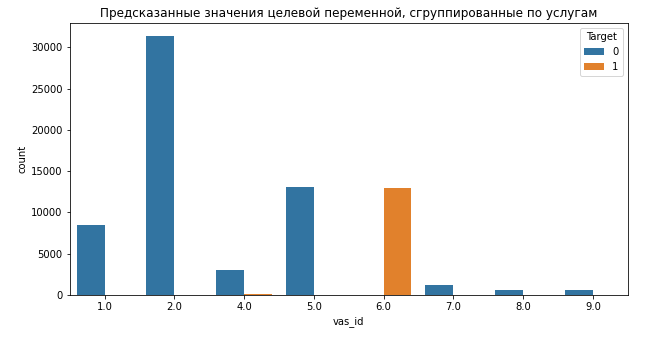 Предсказанные значения целевой переменной, сгруппированные по услугам
Target
0
1
count
30000
25000
20000
15000
10000
5000
0
1.0 2.0 4.0 5.0 6.0 7.0 8.0 9.0
vas_id